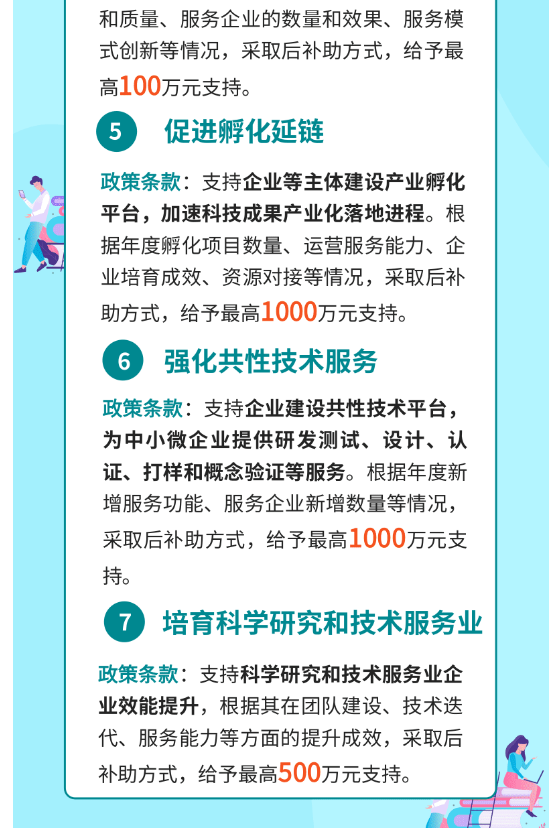 和质量、服务企业的数量和效果、服务模
式创新等情况，采取后补助方式，给予最
高100万元支持。
5 促进孵化延链
政策条款：支持企业等主体建设产业孵化
平台，加速科技成果产业化落地进程。根
据年度孵化项目数量、运营服务能力、企
业培育成效、资源对接等情况，采取后补
助方式，给予最高1000万元支持。
6 强化共性技术服务
政策条款：支持企业建设共性技术平台，
为中小微企业提供研发测试、设计、认
证、打样和概念验证等服务。根据年度新
增服务功能、服务企业新增数量等情况，
采取后补助方式，给予最高1000万元支
持。
7 培育科学研究和技术服务业
政策条款：支持科学研究和技术服务业企
业效能提升，根据其在团队建设、技术迭
代、服务能力等方面的提升成效，采取后
补助方式，给予最高500万元支持。